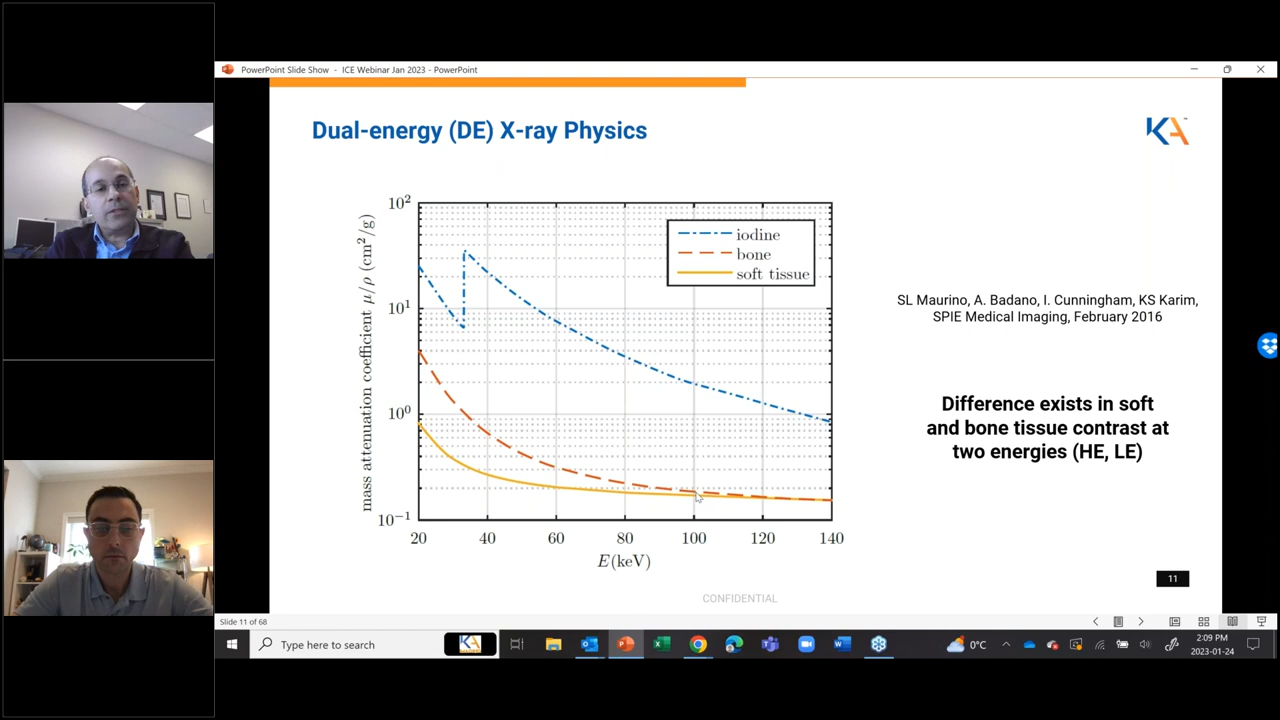 PowerPoint Slide Show - ICE Webinar Jan 2023 - PowerPoint
Dual-energy (DE) X-ray Physics
KA
10²
10¹
10⁰
10⁻¹
mass attenuation coefficient μ/ρ (cm²/g)
iodine
bone
soft tissue
20 40 60 80 100 120 140
E(keV)
SL Maurino, A. Badano, I. Cunningham, KS Karim,
SPIE Medical Imaging, February 2016
Difference exists in soft
and bone tissue contrast at
two energies (HE, LE)
11
CONFIDENTIAL
Slide 11 of 68
Type here to search
KA
0°C
2:09 PM
2023-01-24